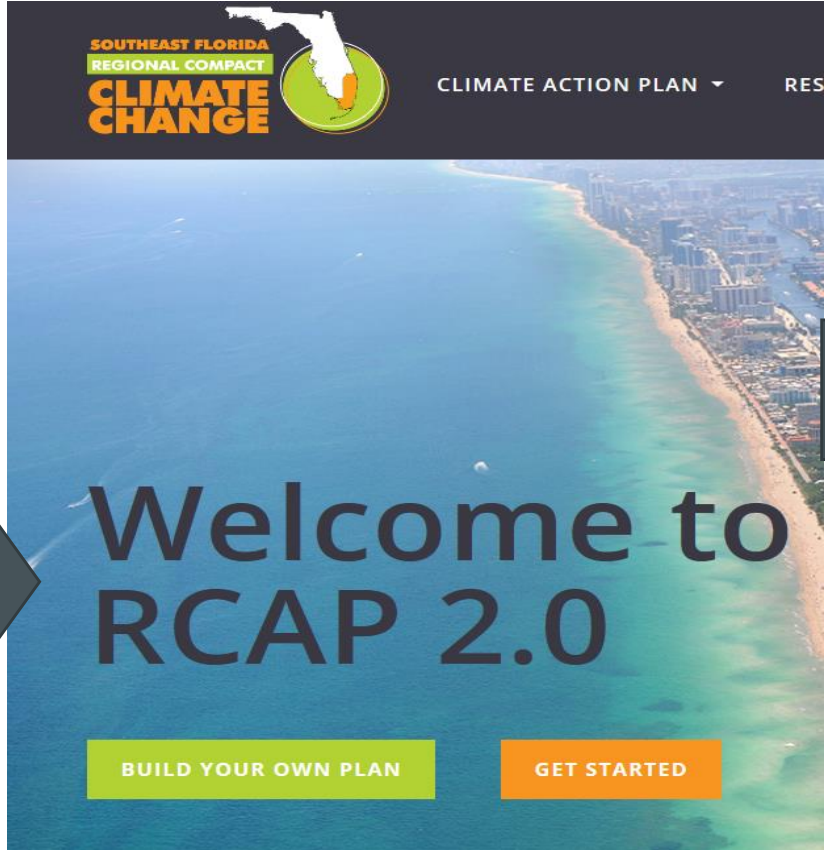 SOUTHEAST FLORIDA
REGIONAL COMPACT
CLIMATE
CHANGE
CLIMATE ACTION PLAN
RES
Welcome to
RCAP 2.0
BUILD YOUR OWN PLAN
GET STARTED